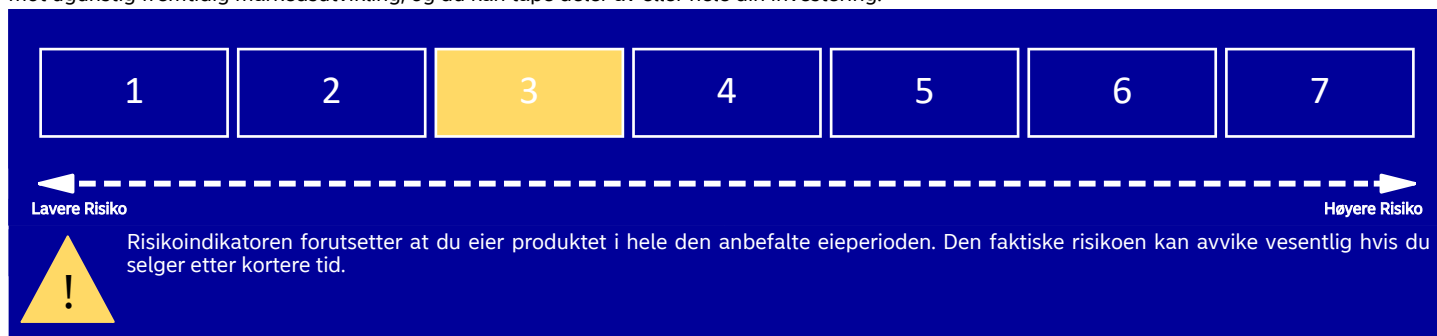 1 2 3 4 5 6 7
Lavere Risiko Høyere Risiko
Risikoindikatoren forutsetter at du eier produktet i hele den anbefalte eieperioden. Den faktiske risikoen kan avvike vesentlig hvis du
selger etter kortere tid.
!